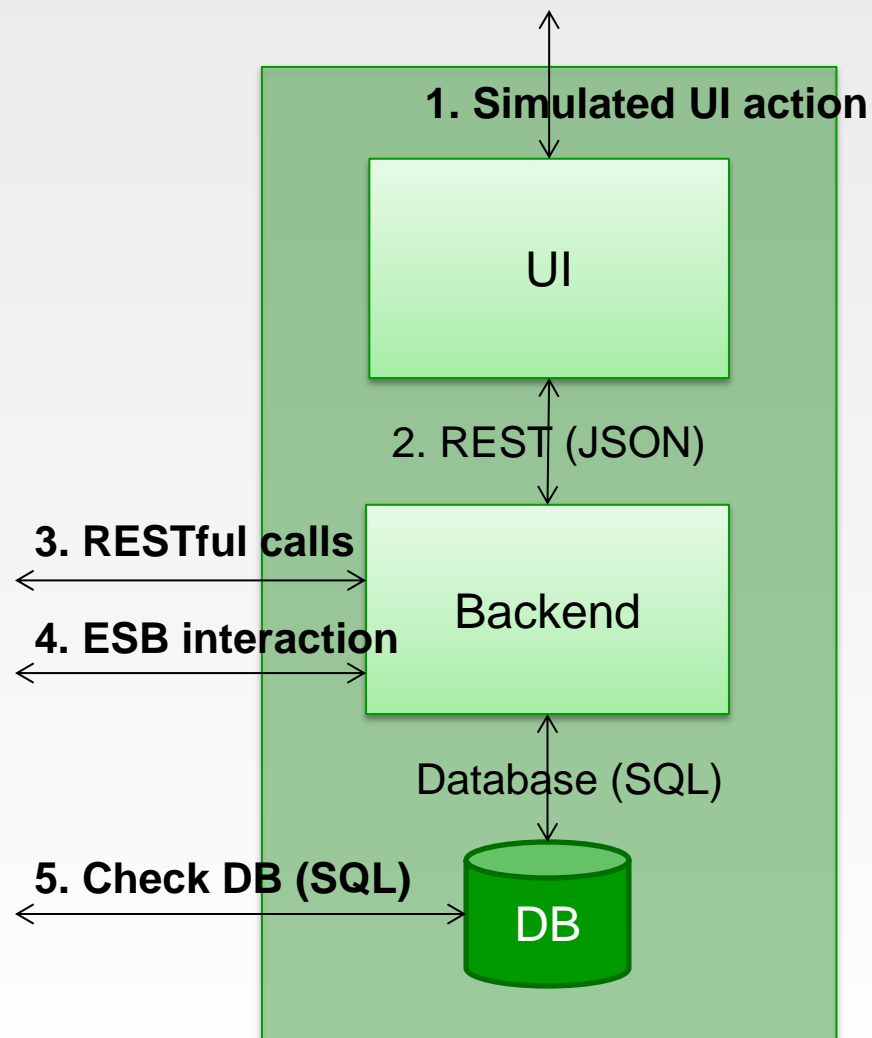 1. Simulated UI action
UI
2. REST (JSON)
3. RESTful calls
4. ESB interaction
Backend
Database (SQL)
5. Check DB (SQL)
DB